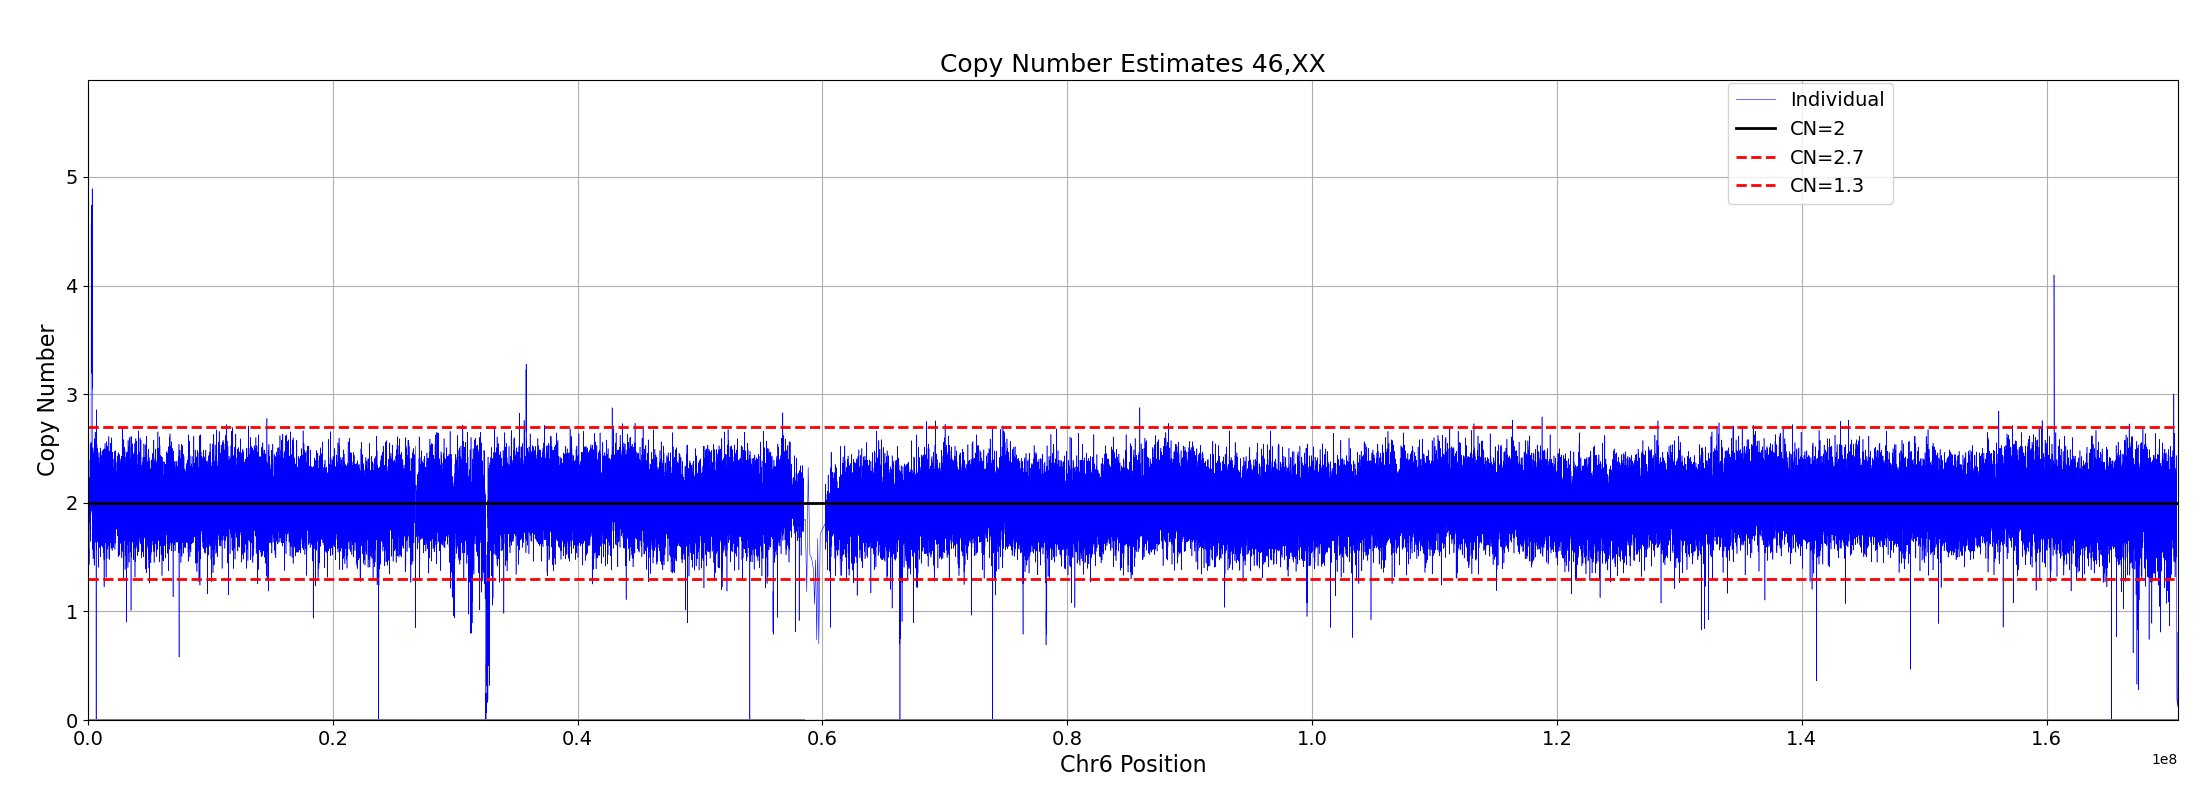 Copy Number Estimates 46,XX
Individual
CN=2
CN=2.7
CN=1.3
Copy Number
5
4
3
2
1
0
0.0 0.2 0.4 0.6 0.8 1.0 1.2 1.4 1.6
1e8
Chr6 Position